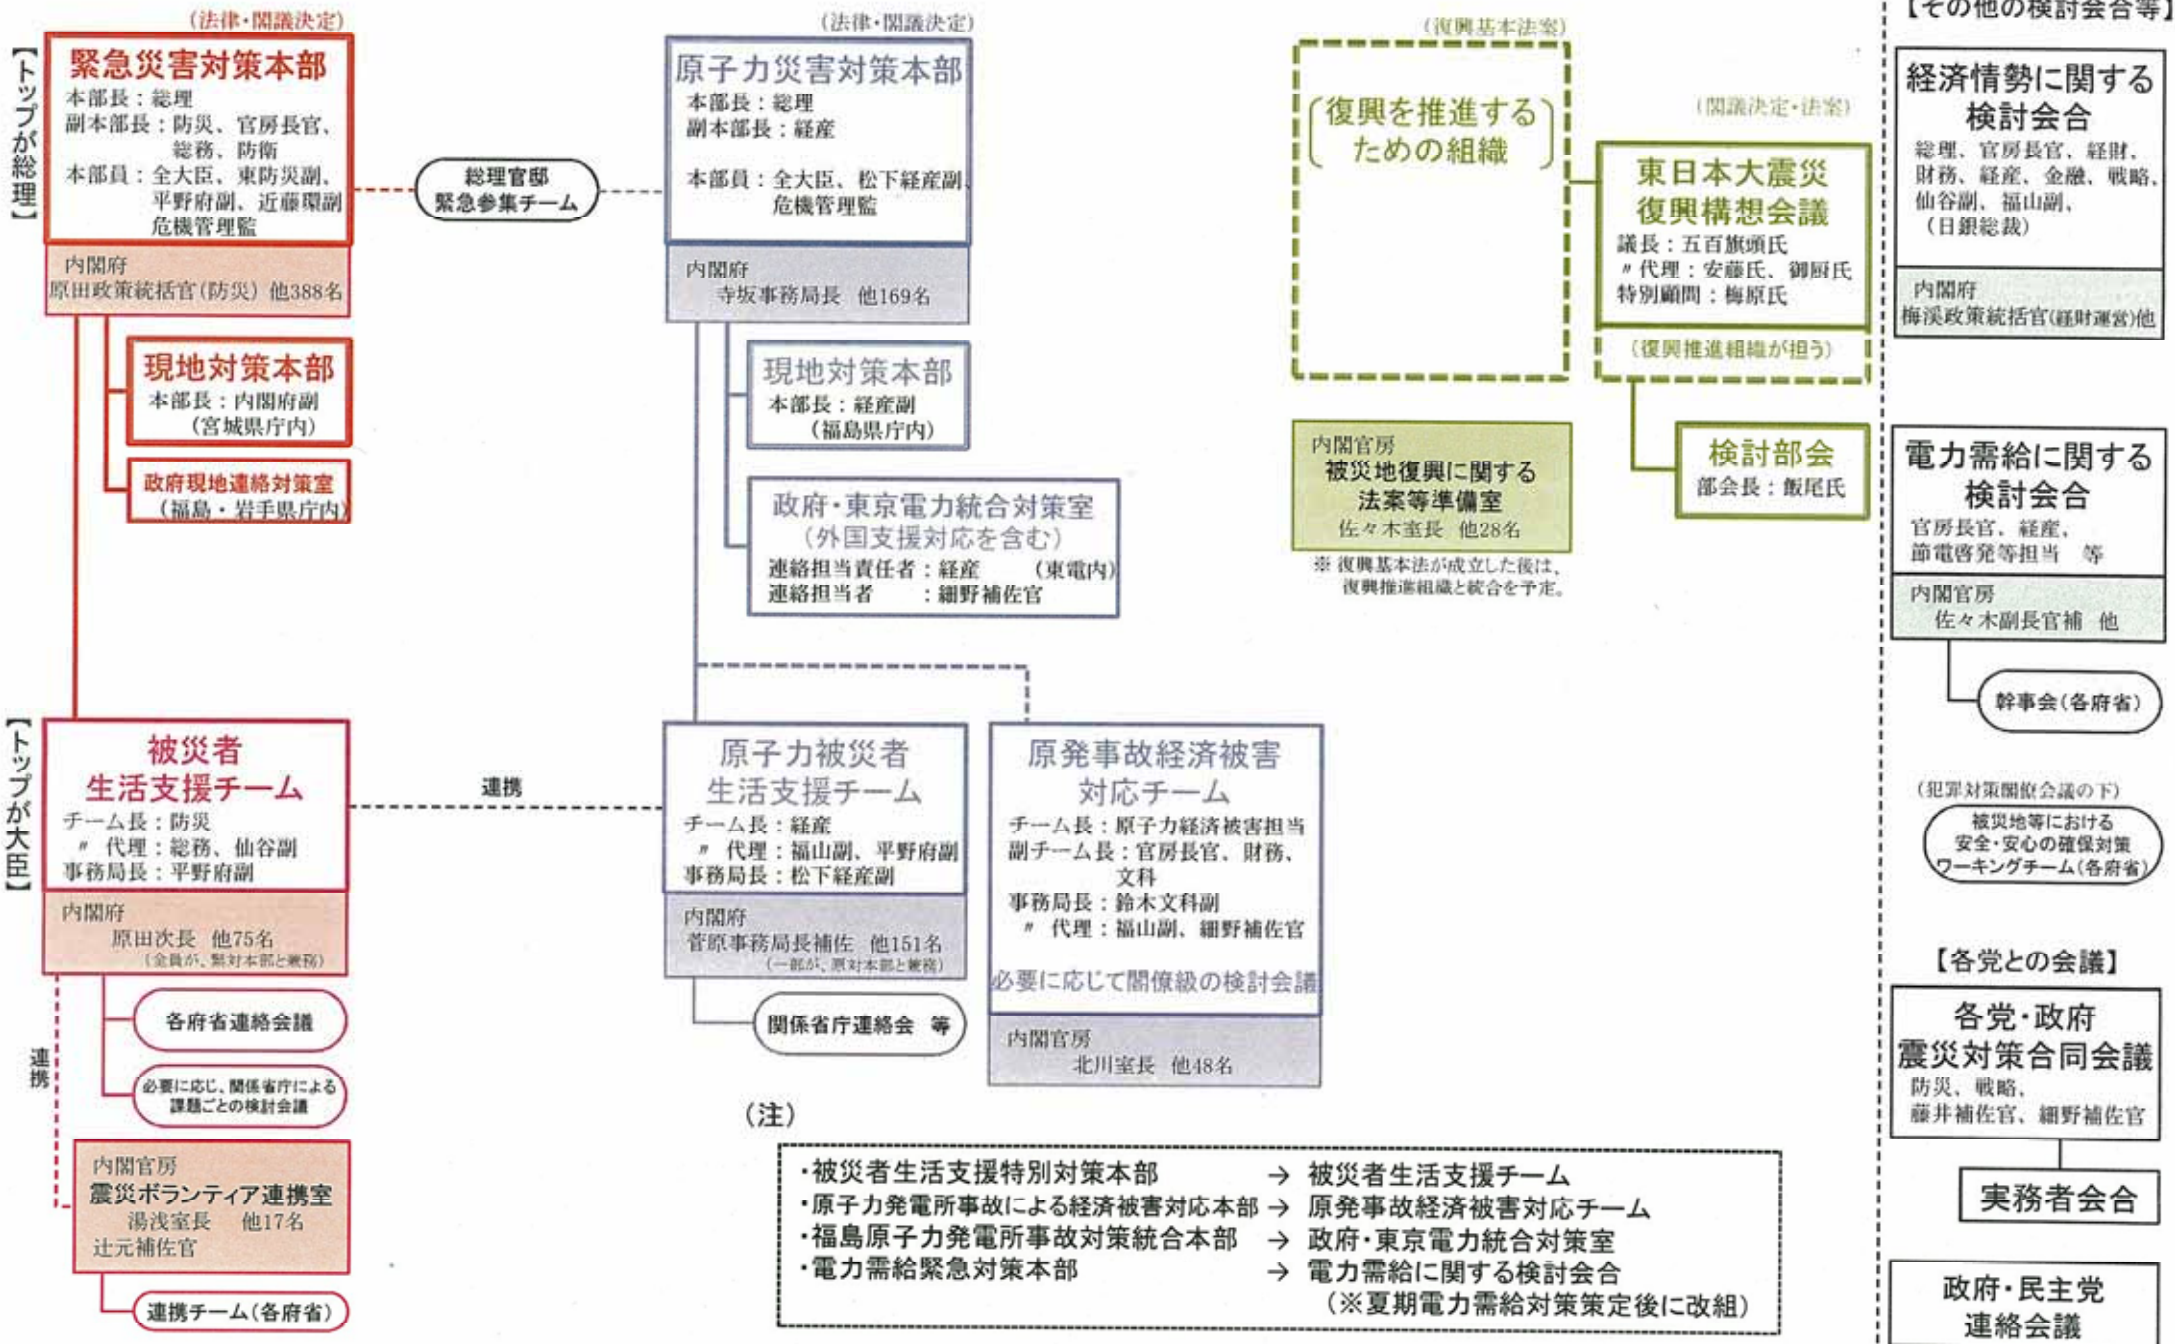 【トップが総理】
(法律・閣議決定)
緊急災害対策本部
本部長：総理
副本部長：防災、官房長官、
総務、防衛
本部員：全大臣、東防災副、
平野府副、近藤環副
危機管理監
内閣府
原田政策統括官(防災) 他388名
現地対策本部
本部長：内閣府副
(宮城県庁内)
政府現地連絡対策室
(福島・岩手県庁内)
総理官邸
緊急参集チーム
(法律・閣議決定)
原子力災害対策本部
本部長：総理
副本部長：経産
本部員：全大臣、松下経産副、
危機管理監
内閣府
寺坂事務局長 他169名
現地対策本部
本部長：経産副
(福島県庁内)
政府・東京電力統合対策室
(外国支援対応を含む)
連絡担当責任者：経産 (東電内)
連絡担当者 ：細野補佐官
(復興基本法案)
復興を推進する
ための組織
(閣議決定・法案)
東日本大震災
復興構想会議
議長：五百旗頭氏
〃代理：安藤氏、御厨氏
特別顧問：梅原氏
(復興推進組織が担う)
検討部会
部会長：飯尾氏
内閣官房
被災地復興に関する
法案等準備室
佐々木室長 他28名
※ 復興基本法が成立した後は、
復興推進組織と統合を予定。
【トップが大臣】
被災者
生活支援チーム
チーム長：防災
〃 代理：総務、仙谷副
事務局長：平野府副
内閣府
原田次長 他75名
(全員が、緊対本部と兼務)
各府省連絡会議
必要に応じ、関係省庁による
課題ごとの検討会議
連携
内閣官房
震災ボランティア連携室
湯浅室長 他17名
辻元補佐官
連携チーム(各府省)
連携
原子力被災者
生活支援チーム
チーム長：経産
〃 代理：福山副、平野府副
事務局長：松下経産副
内閣府
菅原事務局長補佐 他151名
(一部が、原対本部と兼務)
関係省庁連絡会 等
原発事故経済被害
対応チーム
チーム長：原子力経済被害担当
副チーム長：官房長官、財務、
文科
事務局長：鈴木文科副
〃 代理：福山副、細野補佐官
必要に応じて閣僚級の検討会議
内閣官房
北川室長 他48名
(注)
・被災者生活支援特別対策本部 → 被災者生活支援チーム
・原子力発電所事故による経済被害対応本部 → 原発事故経済被害対応チーム
・福島原子力発電所事故対策統合本部 → 政府・東京電力統合対策室
・電力需給緊急対策本部 → 電力需給に関する検討会合
(※夏期電力需給対策策定後に改組)
【その他の検討会合等】
経済情勢に関する
検討会合
総理、官房長官、経財、
財務、経産、金融、戦略、
仙谷副、福山副、
(日銀総裁)
内閣府
梅溪政策統括官(経財運営)他
電力需給に関する
検討会合
官房長官、経産、
節電啓発等担当 等
内閣官房
佐々木副長官補 他
幹事会(各府省)
(犯罪対策閣僚会議の下)
被災地等における
安全・安心の確保対策
ワーキングチーム(各府省)
【各党との会議】
各党・政府
震災対策合同会議
防災、戦略、
藤井補佐官、細野補佐官
実務者会合
政府・民主党
連絡会議